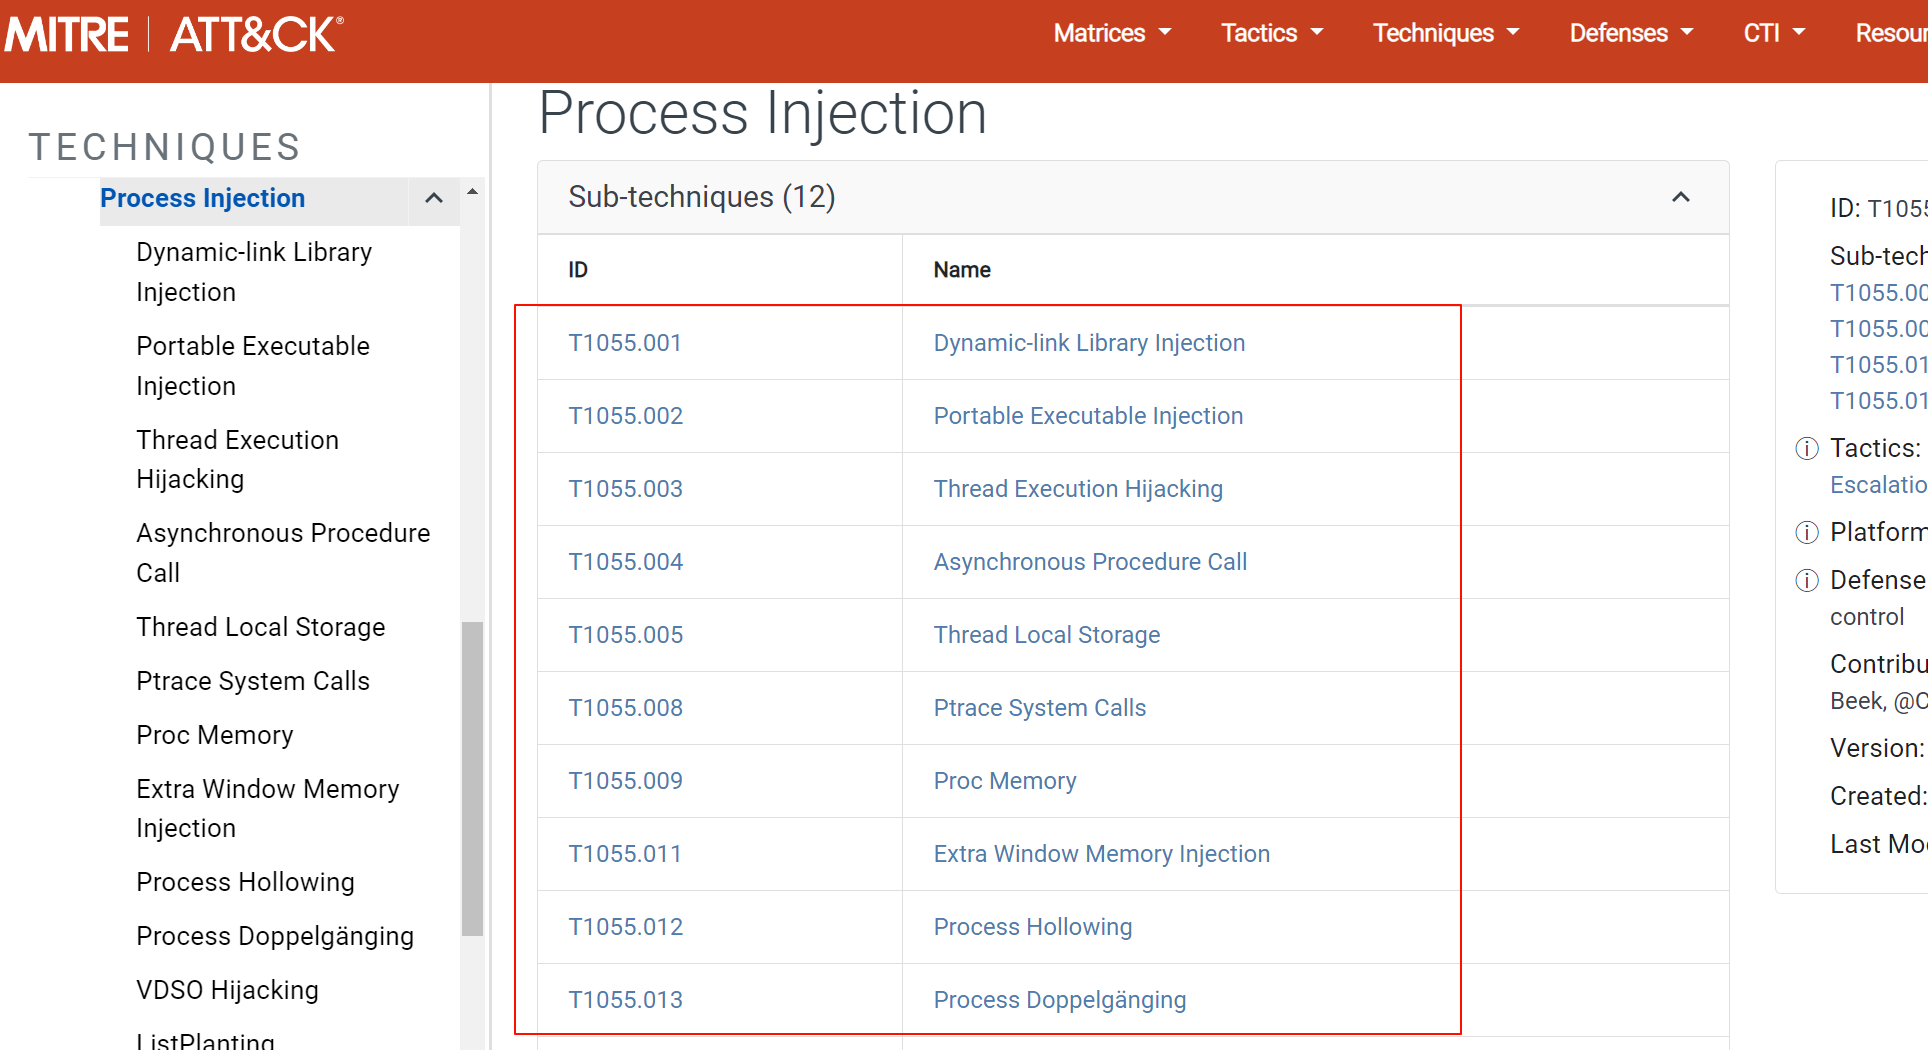 MITRE | ATT&CK®
Matrices
Tactics
Techniques
Defenses
CTI
TECHNIQUES
Process Injection
Dynamic-link Library
Injection
Portable Executable
Injection
Thread Execution
Hijacking
Asynchronous Procedure
Call
Thread Local Storage
Ptrace System Calls
Proc Memory
Extra Window Memory
Injection
Process Hollowing
Process Doppelgänging
VDSO Hijacking
ListPlanting
Process Injection
Sub-techniques (12)
ID Name
T1055.001 Dynamic-link Library Injection
T1055.002 Portable Executable Injection
T1055.003 Thread Execution Hijacking
T1055.004 Asynchronous Procedure Call
T1055.005 Thread Local Storage
T1055.008 Ptrace System Calls
T1055.009 Proc Memory
T1055.011 Extra Window Memory Injection
T1055.012 Process Hollowing
T1055.013 Process Doppelgänging
ID: T1055
Sub-tech
T1055.00
T1055.00
T1055.01
T1055.01
Tactics:
Escalatio
Platform
Defense
control
Contribu
Beek, @C
Version:
Created:
Last Mo